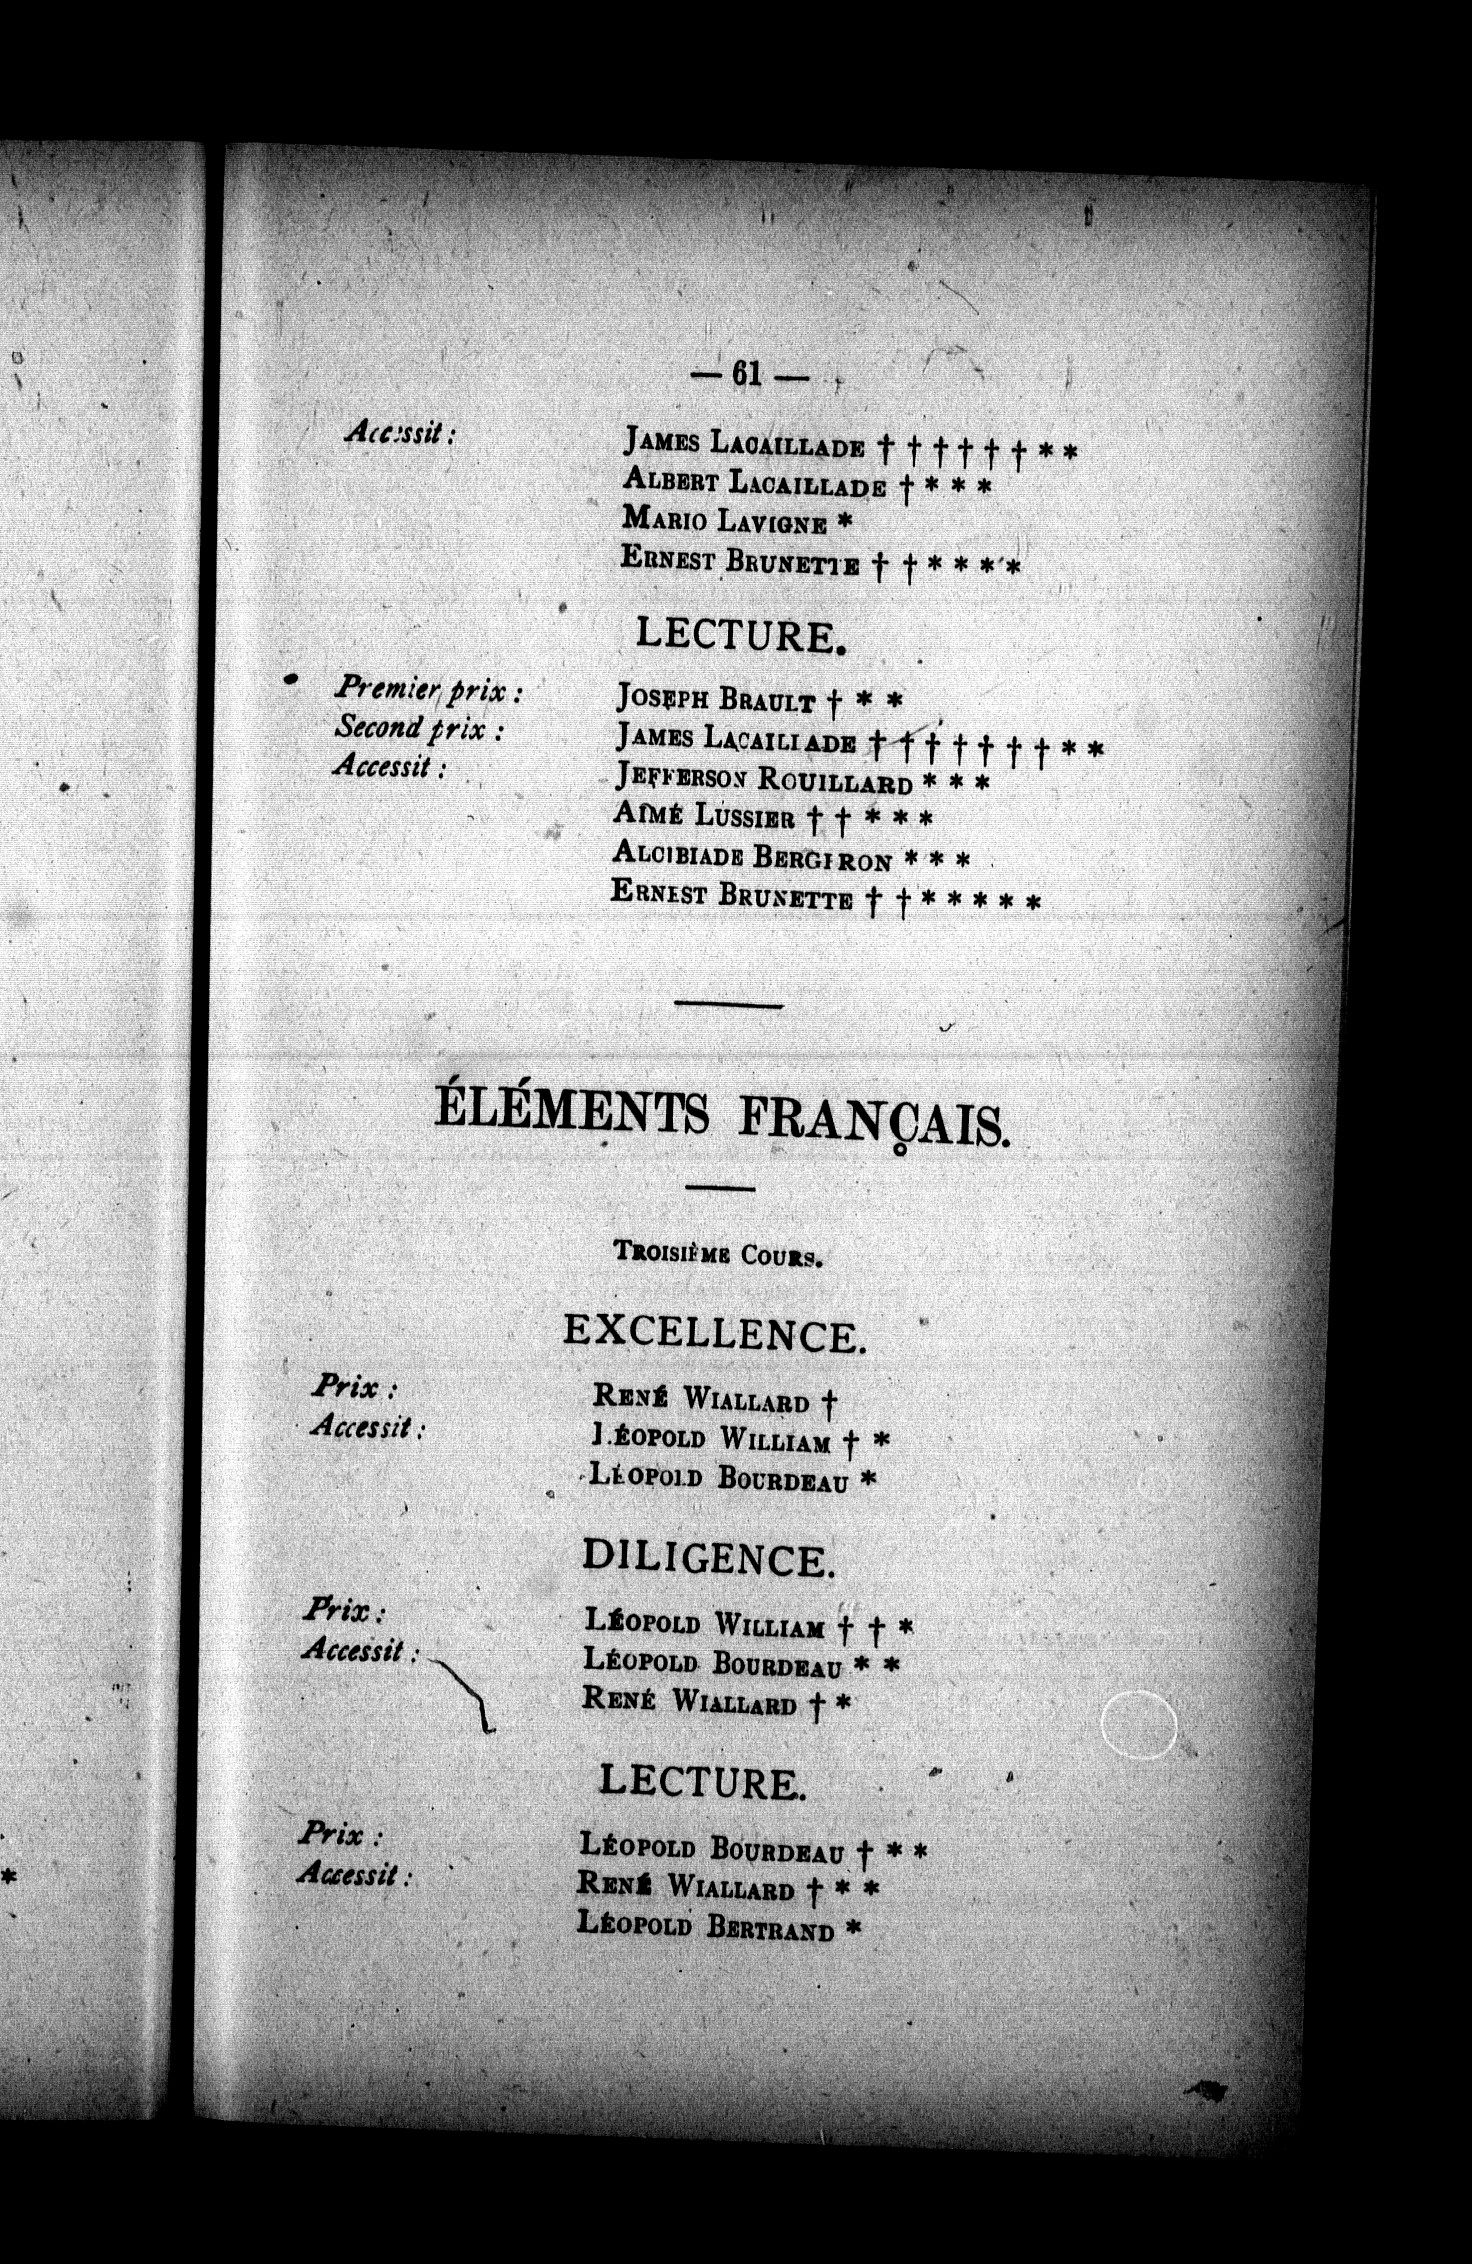 — 61 —
Accessit : JAMES LACAILLADE † † † † † † * *
ALBERT LACAILLADE † * * *
MARIO LAVIGNE *
ERNEST BRUNETTE † † * * * *
LECTURE.
Premier prix : JOSEPH BRAULT † * *
Second prix : JAMES LACAILLADE † † † † † † † * *
Accessit : JEFFERSON ROUILLARD * * *
AIMÉ LUSSIER † † * * *
ALCIBIADE BERGERON * * *
ERNEST BRUNETTE † † * * * * *
ÉLÉMENTS FRANÇAIS.
TROISIÈME COURS.
EXCELLENCE.
Prix : RENÉ WIALLARD †
Accessit : LÉOPOLD WILLIAM † *
LÉOPOLD BOURDEAU *
DILIGENCE.
Prix : LÉOPOLD WILLIAM † † *
Accessit : LÉOPOLD BOURDEAU * *
RENÉ WIALLARD † *
LECTURE.
Prix : LÉOPOLD BOURDEAU † * *
Accessit : RENÉ WIALLARD † * *
LÉOPOLD BERTRAND *
*